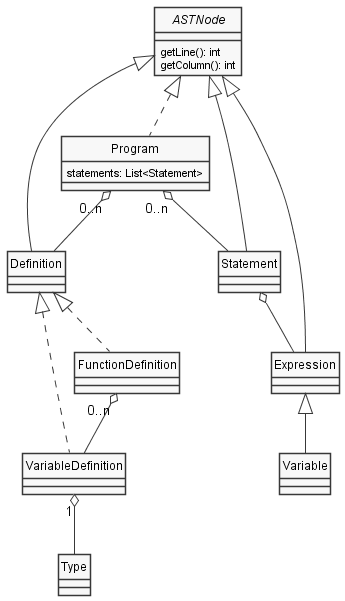 ASTNode
getLine(): int
getColumn(): int
Program
statements: List<Statement>
0..n
0..n
Definition
Statement
FunctionDefinition
Expression
0..n
VariableDefinition
Variable
1
Type